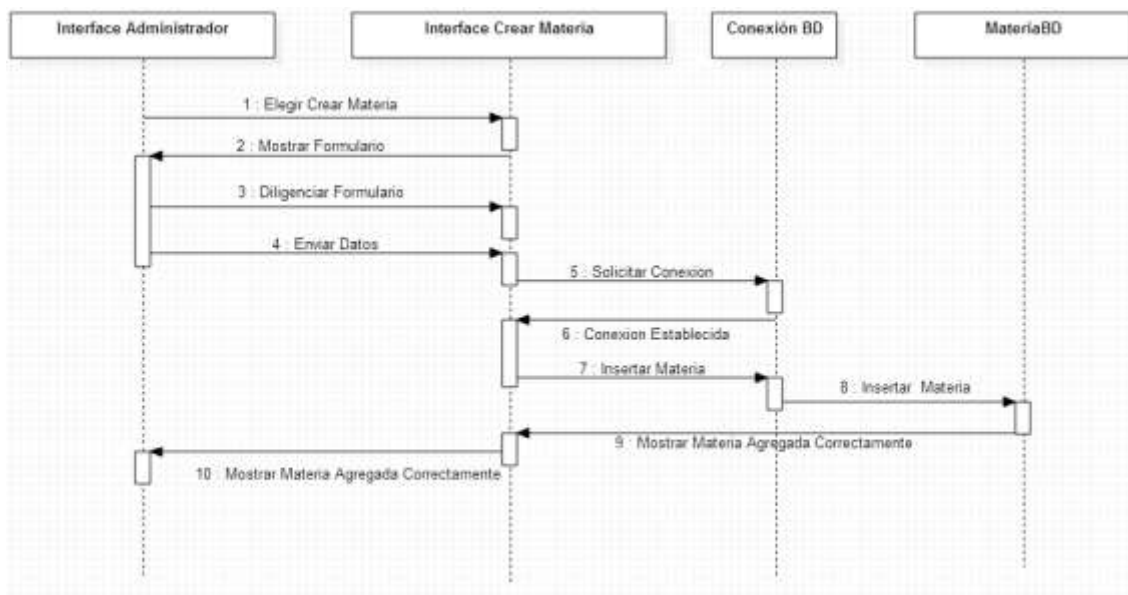 Interface Administrador
Interface Crear Materia
Conexión BD
MateriaBD
1 : Elegir Crear Materia
2 : Mostrar Formulario
3 : Diligenciar Formulario
4 : Enviar Datos
5 : Solicitar Conexion
6 : Conexion Establecida
7 : Insertar Materia
8 : Insertar Materia
9 : Mostrar Materia Agregada Correctamente
10 : Mostrar Materia Agregada Correctamente